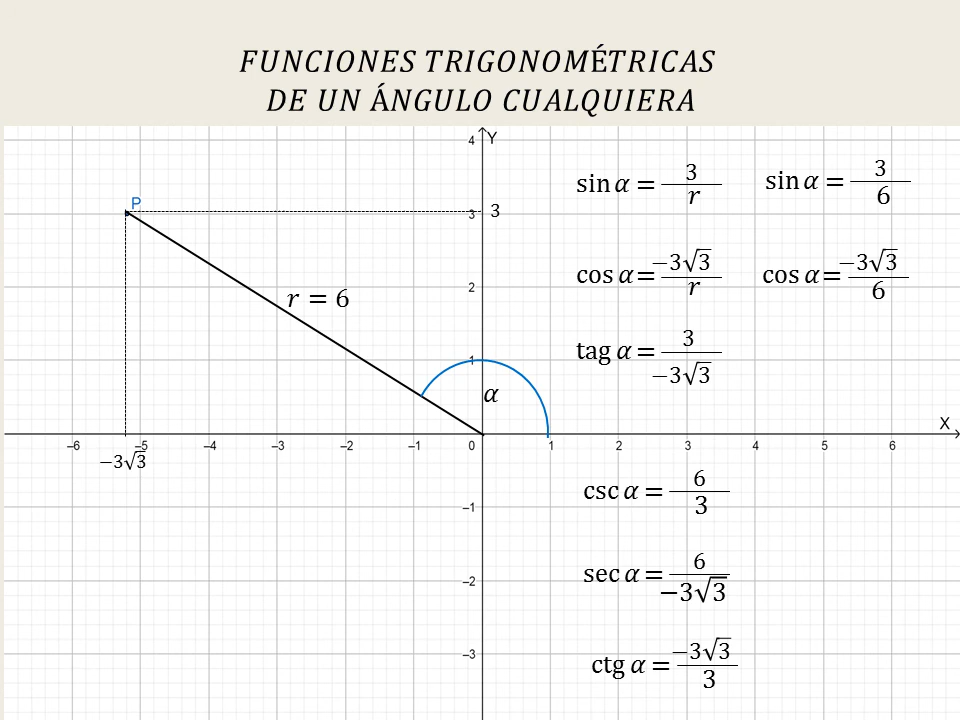 FUNCIONES TRIGONOMÉTRICAS
DE UN ÁNGULO CUALQUIERA
4 Y
sin α = 3/r
sin α = 3/6
P
3 3
cos α = −3√3/r
cos α = −3√3/6
2
r = 6
tag α = 3/−3√3
1
α
X
−6 −5 −4 −3 −2 −1 0 1 2 3 4 5 6
−3√3
csc α = 6/3
−1
sec α = 6/−3√3
−2
ctg α = −3√3/3
−3